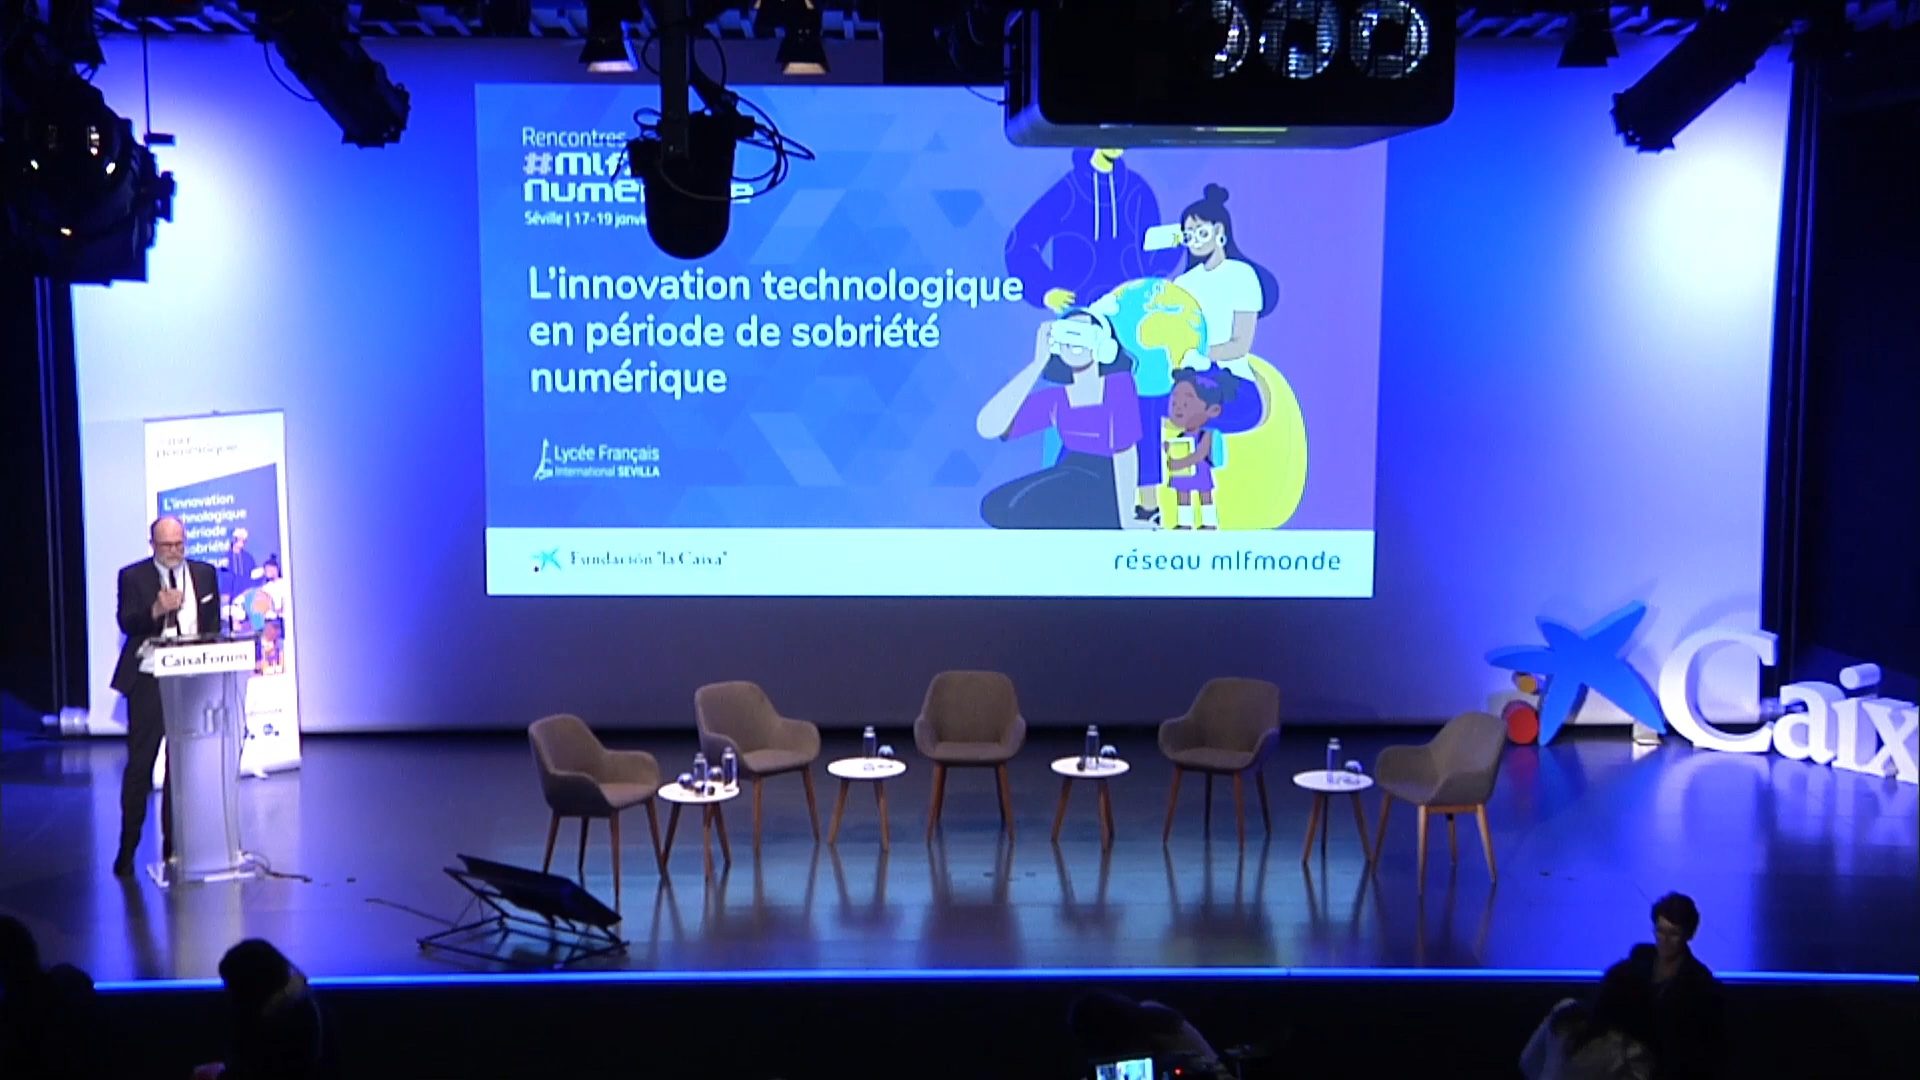 Rencontres
Séville | 17-19
L'innovation technologique
en période de sobriété
numérique
Lycée Français
International SEVILLA
Fundación "la Caixa"
réseau mlfmonde
L'innovation
CaixaForum
Caix